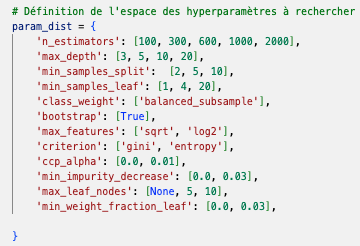 # Définition de l'espace des hyperparamètres à rechercher
param_dist = {
    'n_estimators': [100, 300, 600, 1000, 2000],
    'max_depth': [3, 5, 10, 20],
    'min_samples_split':  [2, 5, 10],
    'min_samples_leaf': [1, 4, 20],
    'class_weight': ['balanced_subsample'],
    'bootstrap': [True],
    'max_features': ['sqrt', 'log2'],
    'criterion': ['gini', 'entropy'],
    'ccp_alpha': [0.0, 0.01],
    'min_impurity_decrease': [0.0, 0.03],
    'max_leaf_nodes': [None, 5, 10],
    'min_weight_fraction_leaf': [0.0, 0.03],
}